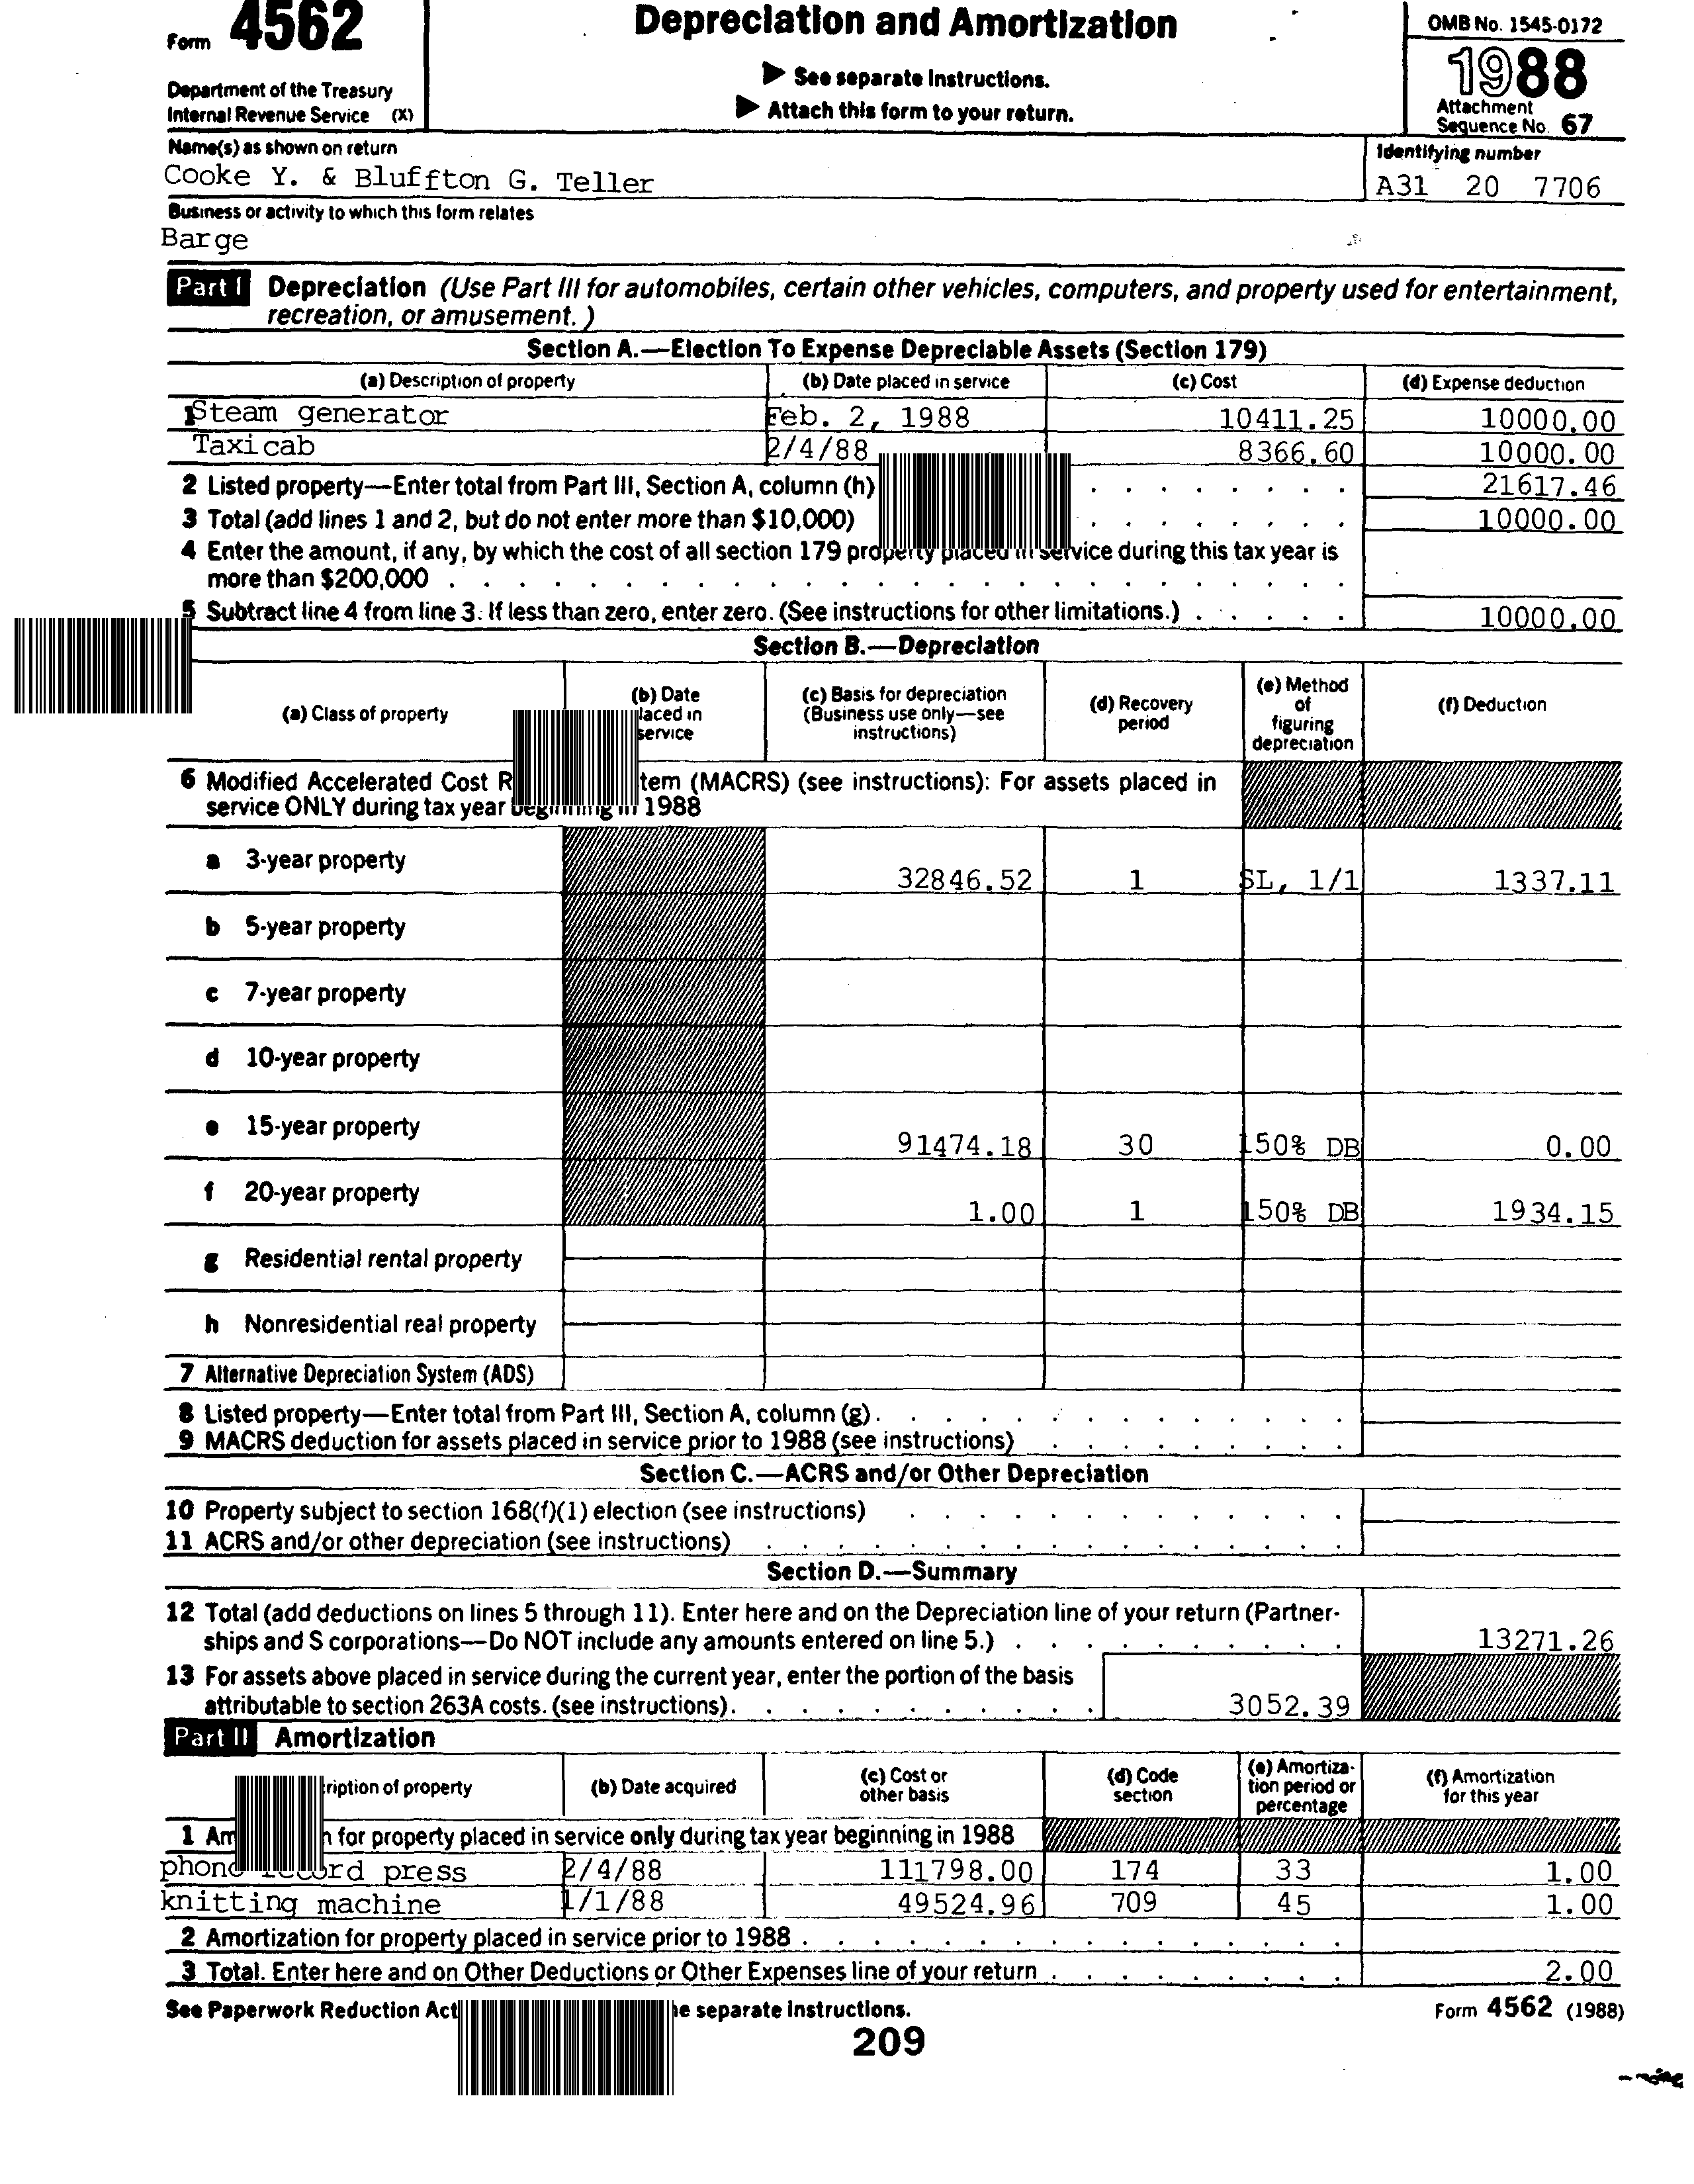 Form 4562
Department of the Treasury
Internal Revenue Service (X)
Depreciation and Amortization
▶ See separate instructions.
▶ Attach this form to your return.
OMB No. 1545-0172
1988
Attachment
Sequence No. 67
Name(s) as shown on return
Cooke Y. & Bluffton G. Teller
Identifying number
A31 20 7706
Business or activity to which this form relates
Barge
Part I Depreciation (Use Part III for automobiles, certain other vehicles, computers, and property used for entertainment,
recreation, or amusement.)
Section A.—Election To Expense Depreciable Assets (Section 179)
(a) Description of property (b) Date placed in service (c) Cost (d) Expense deduction
1 Steam generator Feb. 2, 1988 10411.25 10000.00
Taxicab 2/4/88 8366.60 10000.00
2 Listed property—Enter total from Part III, Section A, column (h) 21617.46
3 Total (add lines 1 and 2, but do not enter more than $10,000) 10000.00
4 Enter the amount, if any, by which the cost of all section 179 property placed in service during this tax year is
more than $200,000
5 Subtract line 4 from line 3. If less than zero, enter zero. (See instructions for other limitations.) 10000.00
Section B.—Depreciation
(a) Class of property
(b) Date
laced in
service
(c) Basis for depreciation
(Business use only—see
instructions)
(d) Recovery
period
(e) Method
of
figuring
depreciation
(f) Deduction
6 Modified Accelerated Cost R tem (MACRS) (see instructions): For assets placed in
service ONLY during tax year beginning in 1988
a 3-year property 32846.52 1 SL, 1/1 1337.11
b 5-year property
c 7-year property
d 10-year property
e 15-year property 91474.18 30 150% DB 0.00
f 20-year property 1.00 1 150% DB 1934.15
g Residential rental property
h Nonresidential real property
7 Alternative Depreciation System (ADS)
8 Listed property—Enter total from Part III, Section A, column (g)
9 MACRS deduction for assets placed in service prior to 1988 (see instructions)
Section C.—ACRS and/or Other Depreciation
10 Property subject to section 168(f)(1) election (see instructions)
11 ACRS and/or other depreciation (see instructions)
Section D.—Summary
12 Total (add deductions on lines 5 through 11). Enter here and on the Depreciation line of your return (Partner-
ships and S corporations—Do NOT include any amounts entered on line 5.) 13271.26
13 For assets above placed in service during the current year, enter the portion of the basis
attributable to section 263A costs. (see instructions) 3052.39
Part II Amortization
ription of property
(b) Date acquired
(c) Cost or
other basis
(d) Code
section
(e) Amortiza-
tion period or
percentage
(f) Amortization
for this year
1 Am n for property placed in service only during tax year beginning in 1988
phono record press 2/4/88 111798.00 174 33 1.00
knitting machine 1/1/88 49524.96 709 45 1.00
2 Amortization for property placed in service prior to 1988
3 Total. Enter here and on Other Deductions or Other Expenses line of your return 2.00
See Paperwork Reduction Act he separate instructions.
Form 4562 (1988)
209